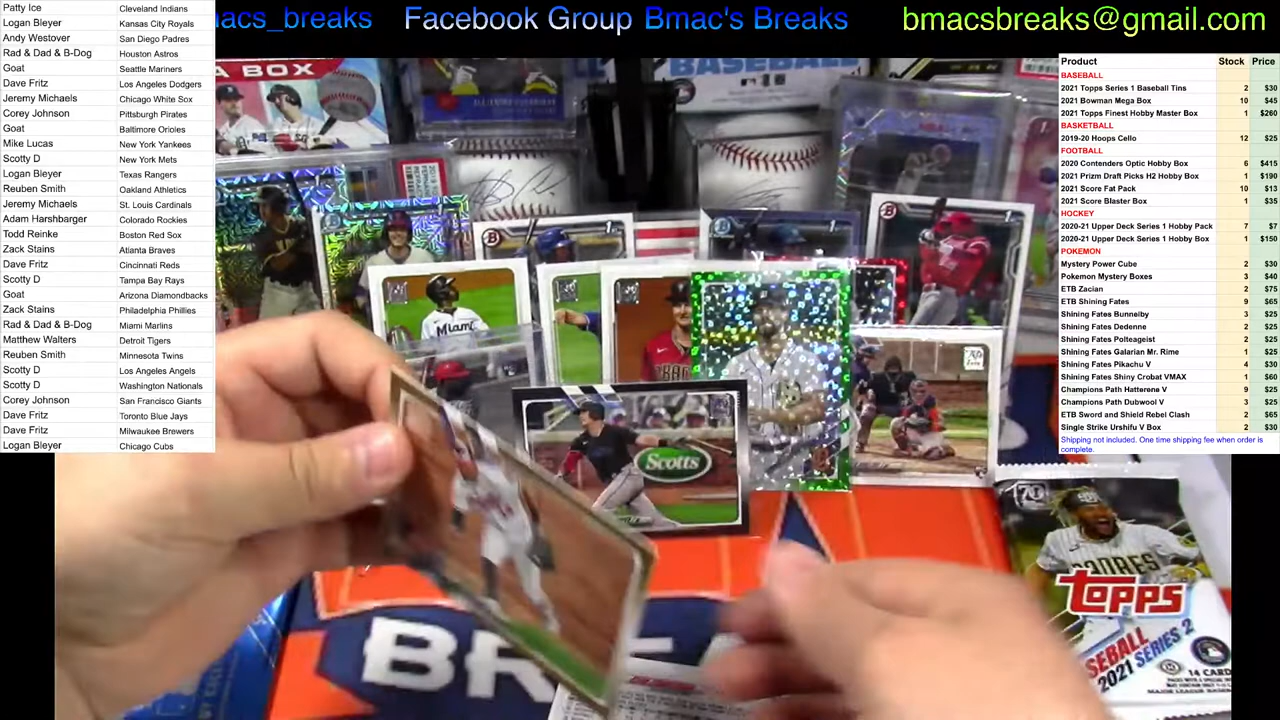 macs_breaks Facebook Group Bmac's Breaks bmacsbreaks@gmail.com
Patty Ice Cleveland Indians
Logan Bleyer Kansas City Royals
Andy Westover San Diego Padres
Rad & Dad & B-Dog Houston Astros
Goat Seattle Mariners
Dave Fritz Los Angeles Dodgers
Jeremy Michaels Chicago White Sox
Corey Johnson Pittsburgh Pirates
Goat Baltimore Orioles
Mike Lucas New York Yankees
Scotty D New York Mets
Logan Bleyer Texas Rangers
Reuben Smith Oakland Athletics
Jeremy Michaels St. Louis Cardinals
Adam Harshbarger Colorado Rockies
Todd Reinke Boston Red Sox
Zack Stains Atlanta Braves
Dave Fritz Cincinnati Reds
Scotty D Tampa Bay Rays
Goat Arizona Diamondbacks
Zack Stains Philadelphia Phillies
Rad & Dad & B-Dog Miami Marlins
Matthew Walters Detroit Tigers
Reuben Smith Minnesota Twins
Scotty D Los Angeles Angels
Scotty D Washington Nationals
Corey Johnson San Francisco Giants
Dave Fritz Toronto Blue Jays
Dave Fritz Milwaukee Brewers
Logan Bleyer Chicago Cubs
Product Stock Price
BASEBALL
2021 Topps Series 1 Baseball Tins 2 $30
2021 Bowman Mega Box 10 $45
2021 Topps Finest Hobby Master Box 1 $260
BASKETBALL
2019-20 Hoops Cello 12 $25
FOOTBALL
2020 Contenders Optic Hobby Box 6 $415
2021 Prizm Draft Picks H2 Hobby Box 1 $190
2021 Score Fat Pack 10 $13
2021 Score Blaster Box 1 $35
HOCKEY
2020-21 Upper Deck Series 1 Hobby Pack 7 $7
2020-21 Upper Deck Series 1 Hobby Box 1 $150
POKEMON
Mystery Power Cube 2 $30
Pokemon Mystery Boxes 3 $40
ETB Zacian 2 $75
ETB Shining Fates 9 $65
Shining Fates Bunnelby 3 $25
Shining Fates Dedenne 2 $25
Shining Fates Polteageist 2 $25
Shining Fates Galarian Mr. Rime 1 $25
Shining Fates Pikachu V 4 $30
Shining Fates Shiny Crobat VMAX 1 $60
Champions Path Hatterene V 9 $25
Champions Path Dubwool V 3 $25
ETB Sword and Shield Rebel Clash 2 $65
Single Strike Urshifu V Box 2 $30
Shipping not included. One time shipping fee when order is
complete.
A BOX
BASEBALL
Miami
Scotts
BREA
70
PADRES
TOPPS
SEBALL
2021 SERIES 2
14 CARD